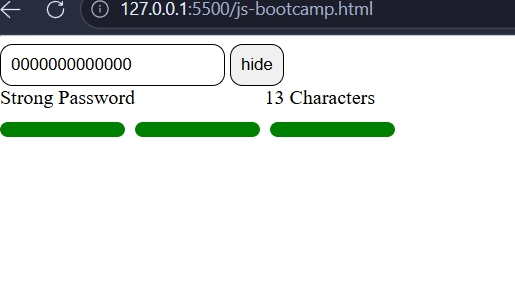 127.0.0.1:5500/js-bootcamp.html
0000000000000 hide
Strong Password 13 Characters